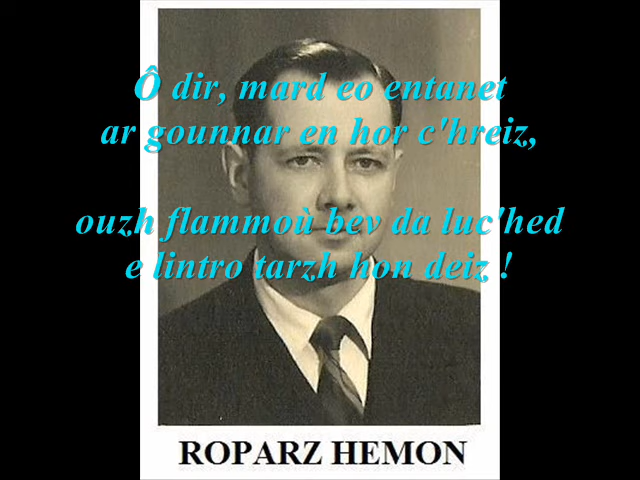 Ô dir, mard eo entanet
ar gounnar en hor c'hreiz,
ouzh flammoù bev da luc'hed
e lintro tarzh hon deiz !
ROPARZ HEMON